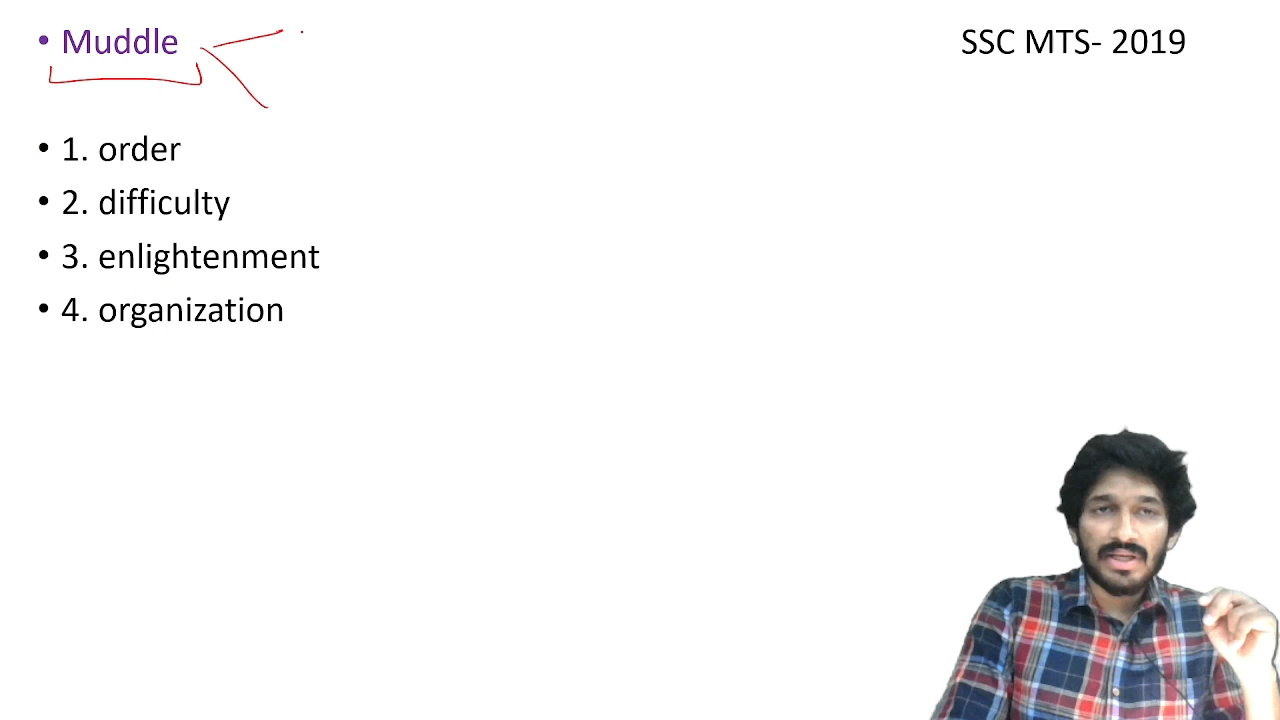 • Muddle
SSC MTS- 2019
• 1. order
• 2. difficulty
• 3. enlightenment
• 4. organization